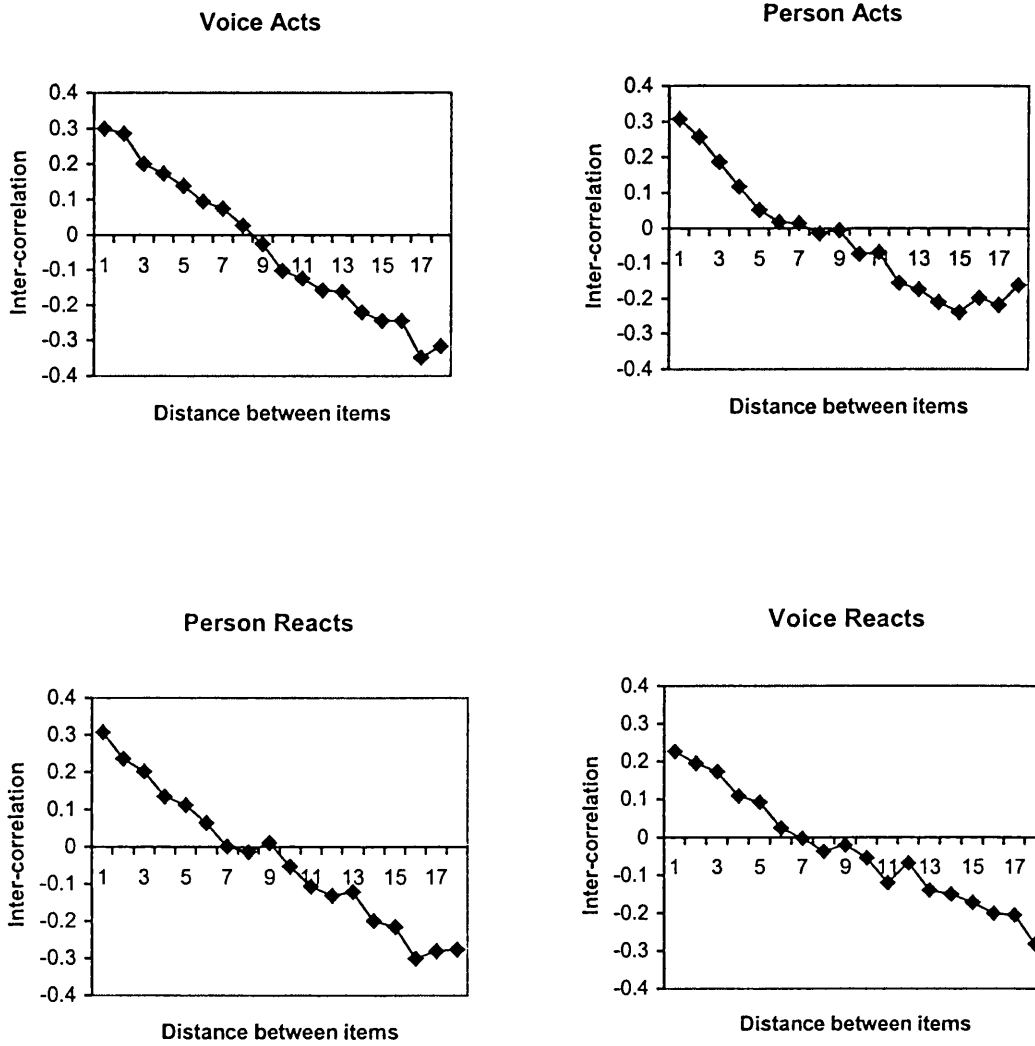 Voice Acts
0.4
0.3
0.2
0.1
0
-0.1
-0.2
-0.3
-0.4
1 3 5 7 9 11 13 15 17
Inter-correlation
Distance between items
Person Acts
0.4
0.3
0.2
0.1
0
-0.1
-0.2
-0.3
-0.4
1 3 5 7 9 11 13 15 17
Inter-correlation
Distance between items
Person Reacts
0.4
0.3
0.2
0.1
0
-0.1
-0.2
-0.3
-0.4
1 3 5 7 9 11 13 15 17
Inter-correlation
Distance between items
Voice Reacts
0.4
0.3
0.2
0.1
0
-0.1
-0.2
-0.3
-0.4
1 3 5 7 9 11 13 15 17
Inter-correlation
Distance between items